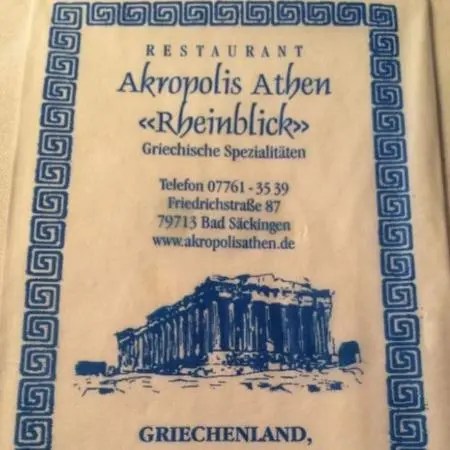 RESTAURANT
Akropolis Athen
«Rheinblick»
Griechische Spezialitäten
Telefon 07761 - 35 39
Friedrichstraße 87
79713 Bad Säckingen
www.akropolisathen.de
GRIECHENLAND,